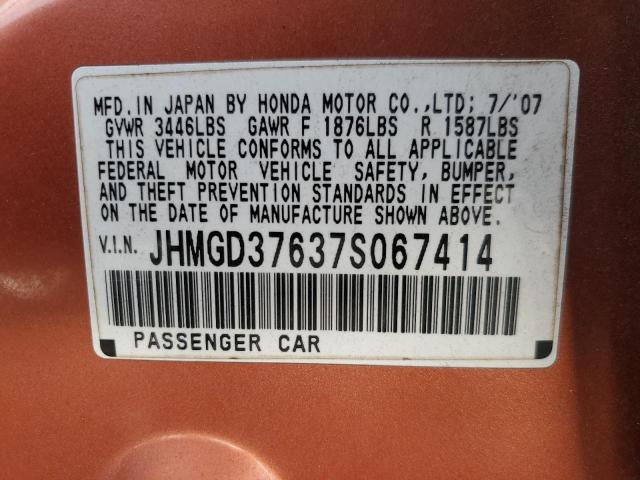 MFD. IN JAPAN BY HONDA MOTOR CO.,LTD; 7/'07
GVWR 3446LBS GAWR F 1876LBS R 1587LBS
THIS VEHICLE CONFORMS TO ALL APPLICABLE
FEDERAL MOTOR VEHICLE SAFETY, BUMPER,
AND THEFT PREVENTION STANDARDS IN EFFECT
ON THE DATE OF MANUFACTURE SHOWN ABOVE.
V.I.N. JHMGD37637S067414
PASSENGER CAR